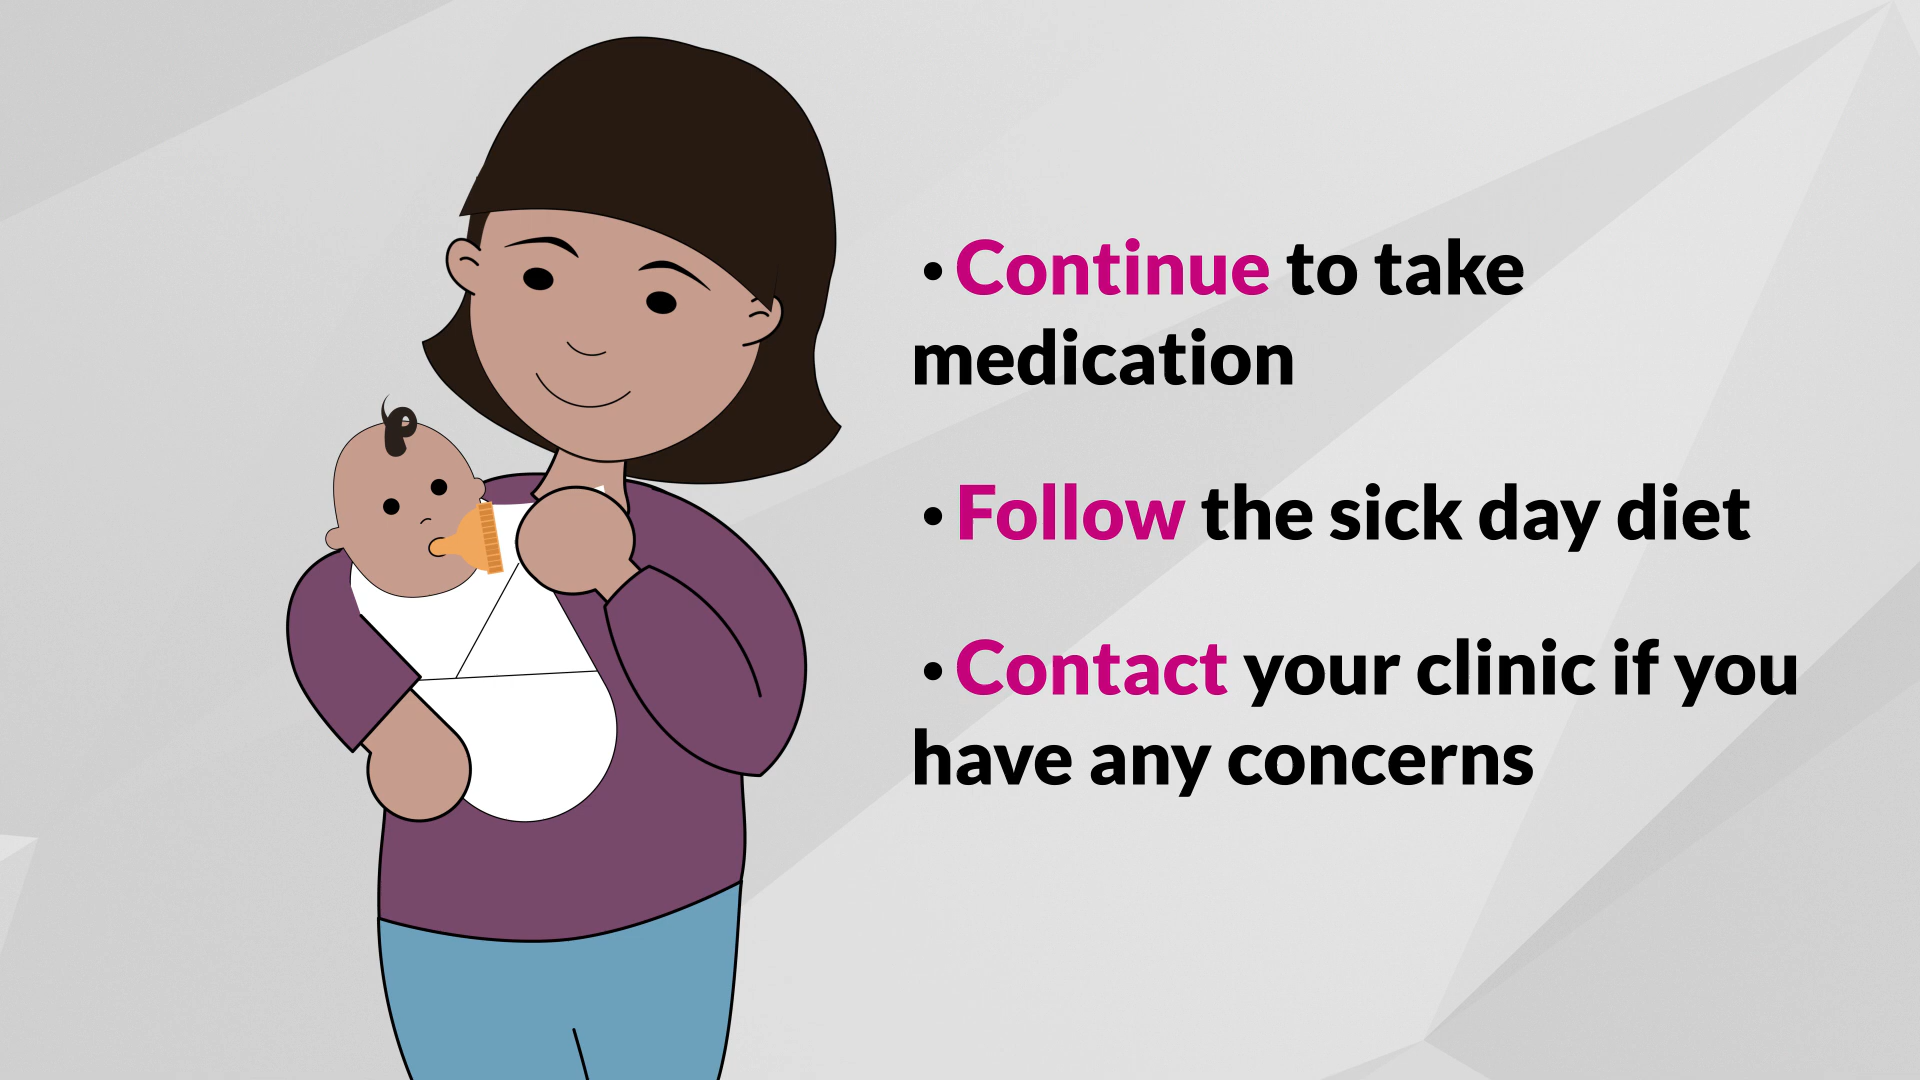 • Continue to take
medication
• Follow the sick day diet
• Contact your clinic if you
have any concerns